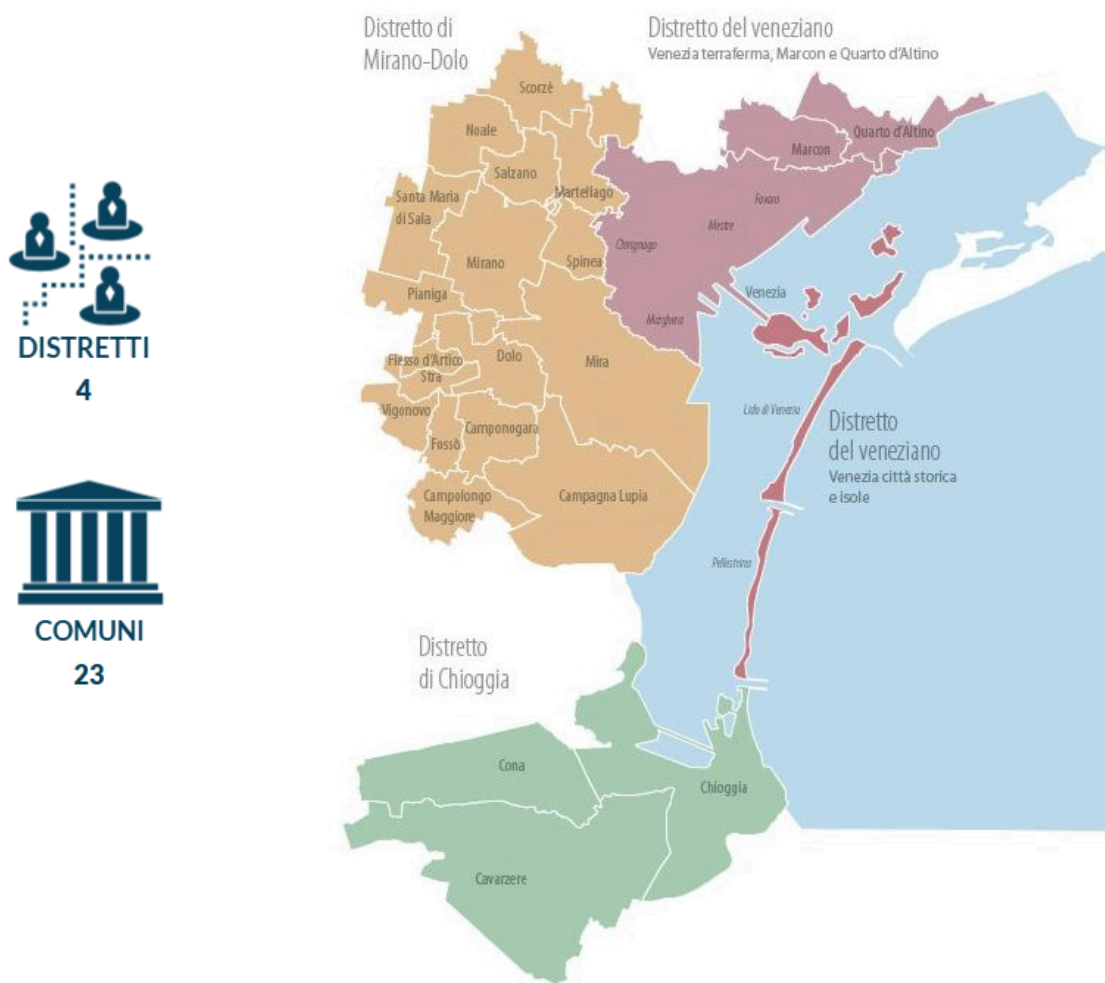 Distretto di
Mirano-Dolo
Distretto del veneziano
Venezia terraferma, Marcon e Quarto d'Altino
Scorzè
Noale
Quarto d'Altino
Marcon
Salzano
Martellago
Santa Maria
di Sala
Favaro
Mestre
Chirignago
Mirano
Spinea
Pianiga
Venezia
Marghera
DISTRETTI
4
Fiesso d'Artico
Dolo
Mira
Stra
Vigonovo
Lido di Venezia
Fossò
Camponogara
Distretto
del veneziano
Venezia città storica
e isole
Campolongo
Maggiore
Campagna Lupia
Pellestrina
COMUNI
23
Distretto
di Chioggia
Cona
Chioggia
Cavarzere